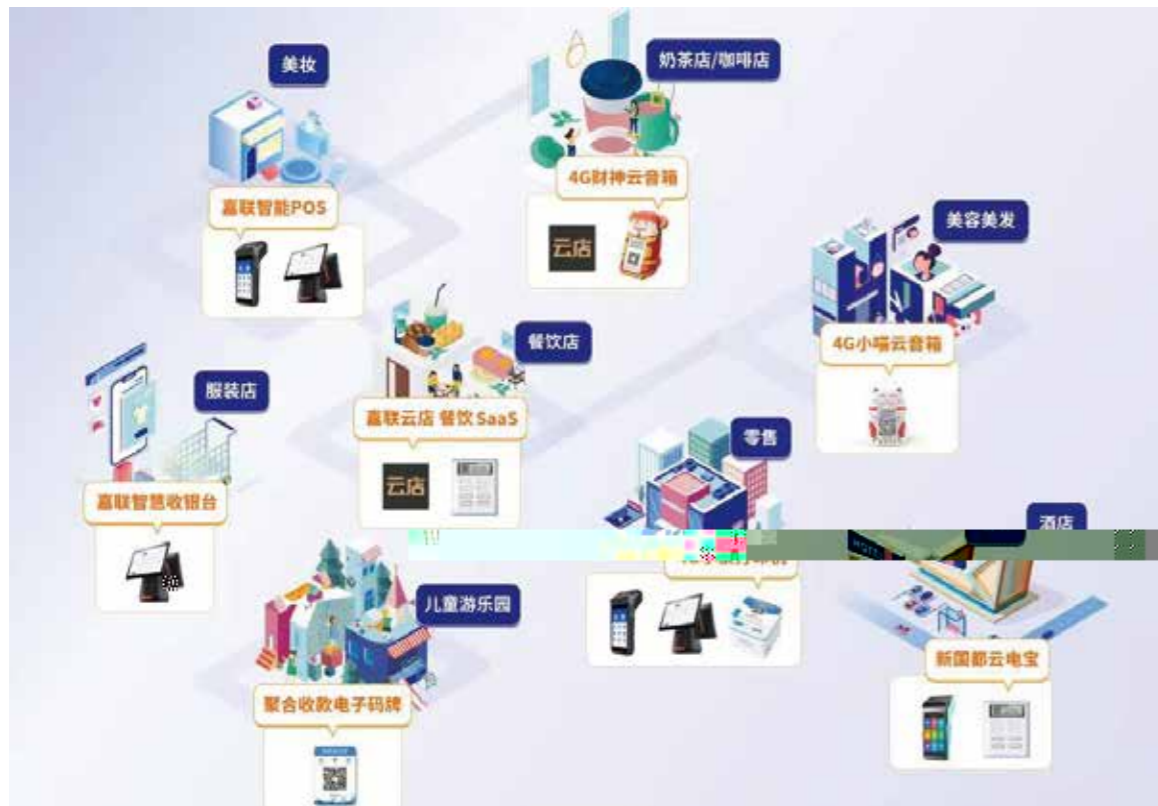 美妆
奶茶店/咖啡店
嘉联智能POS
4G财神云音箱
云店
美容美发
4G小喵云音箱
餐饮店
服装店
嘉联云店 餐饮 SaaS
云店
零售
嘉联智慧收银台
酒店
儿童游乐园
新国都云电宝
聚合收款电子码牌